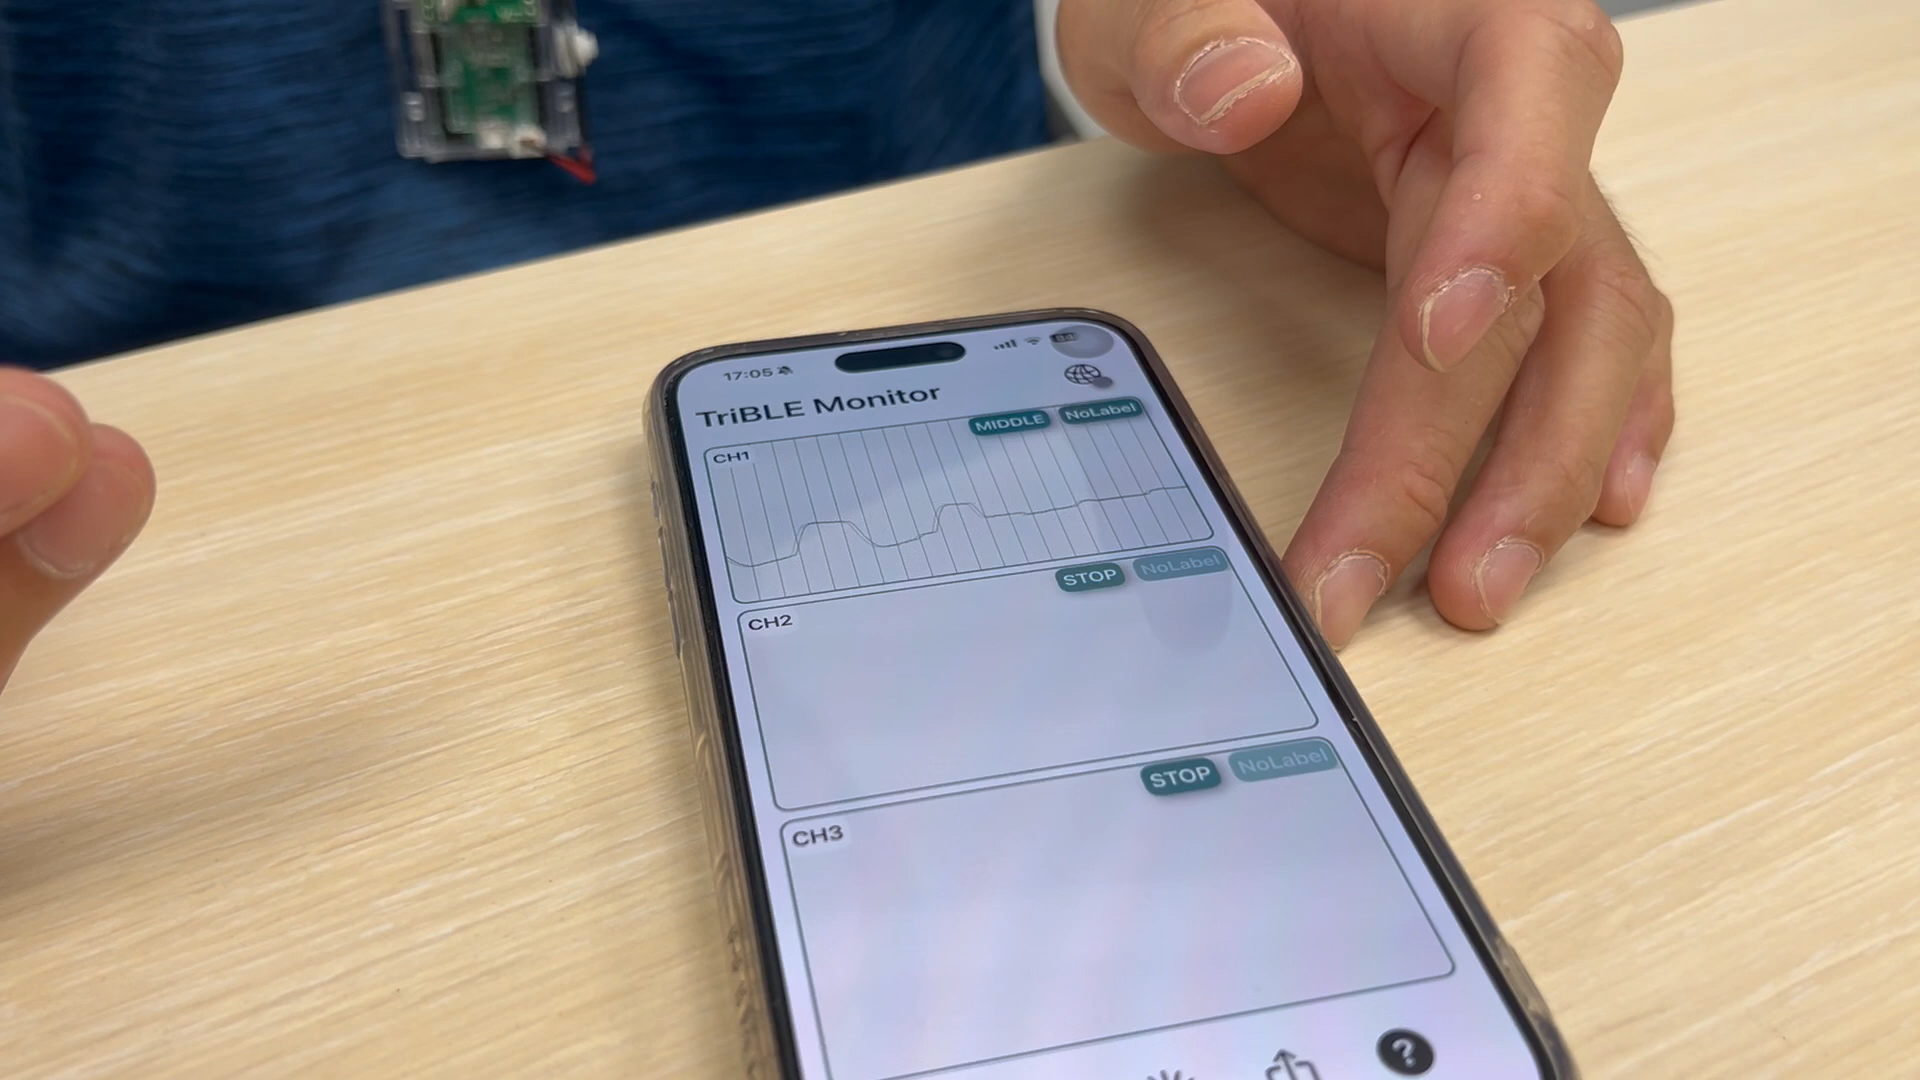 17:05
TriBLE Monitor
MIDDLE NoLabel
CH1
STOP NoLabel
CH2
STOP NoLabel
CH3
?